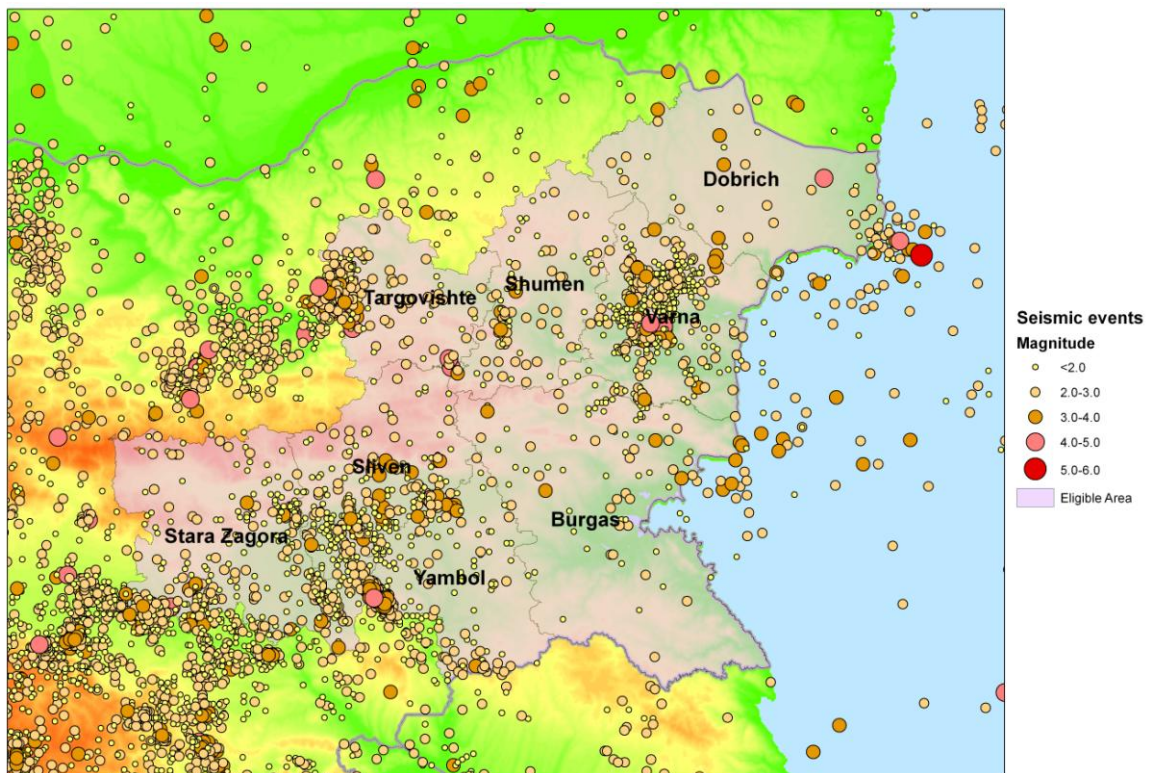 Dobrich
Shumen
Targovishte
Varna
Sliven
Burgas
Stara Zagora
Yambol
Seismic events
Magnitude
<2.0
2.0-3.0
3.0-4.0
4.0-5.0
5.0-6.0
Eligible Area